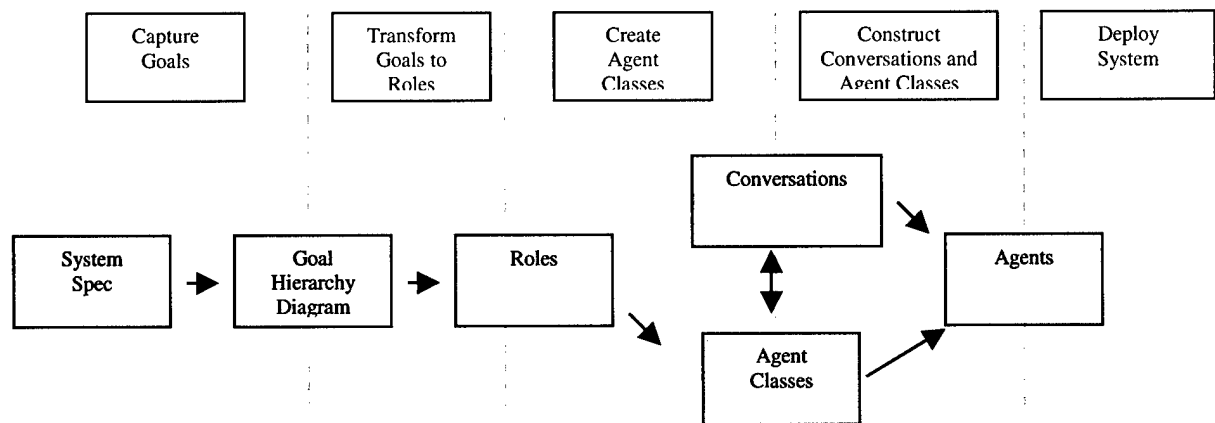 Capture
Goals
Transform
Goals to
Roles
Create
Agent
Classes
Construct
Conversations and
Agent Classes
Deploy
System
Conversations
System
Spec
Goal
Hierarchy
Diagram
Roles
Agents
Agent
Classes